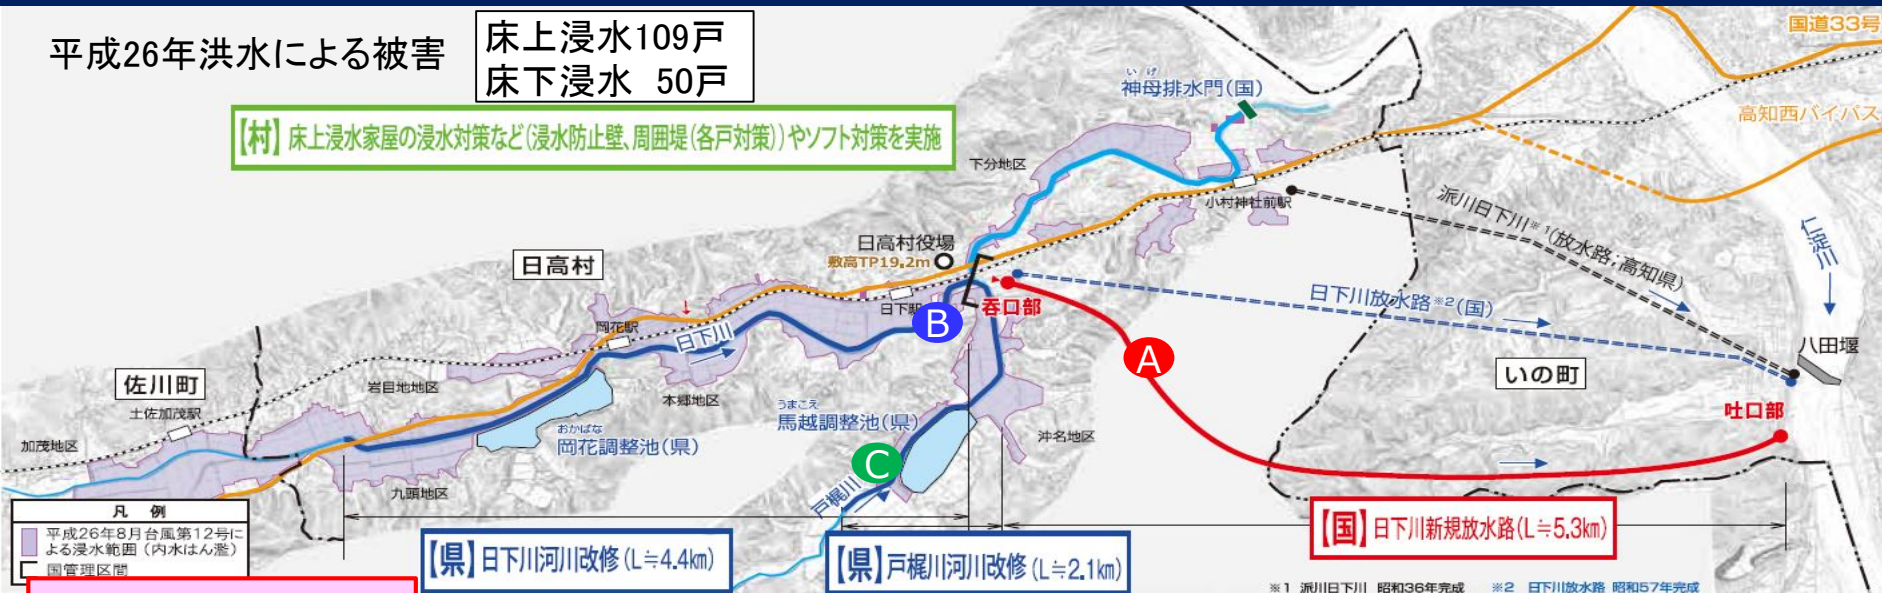 平成26年洪水による被害
床上浸水109戸
床下浸水 50戸
国道33号
いげ
神母排水門(国)
高知西バイパス
【村】床上浸水家屋の浸水対策など(浸水防止壁、周囲堤(各戸対策))やソフト対策を実施
下分地区
小村神社前駅
派川日下川※1(放水路;高知県)
仁淀川
日高村役場
敷高TP19.2m
日高村
日下川放水路※2(国)
呑口部
日下駅
B
岡花駅
日下川
A
八田堰
いの町
佐川町
土佐加茂駅
岩目地地区
本郷地区
うまこえ
馬越調整池(県)
吐口部
加茂地区
おかばな
岡花調整池(県)
沖名地区
C
九頭地区
戸梶川
凡 例
平成26年8月台風第12号に
よる浸水範囲(内水はん濫)
国管理区間
【県】日下川河川改修(L≒4.4km)
【県】戸梶川河川改修(L≒2.1km)
【国】日下川新規放水路(L≒5.3km)
※1 派川日下川 昭和36年完成 ※2 日下川放水路 昭和57年完成